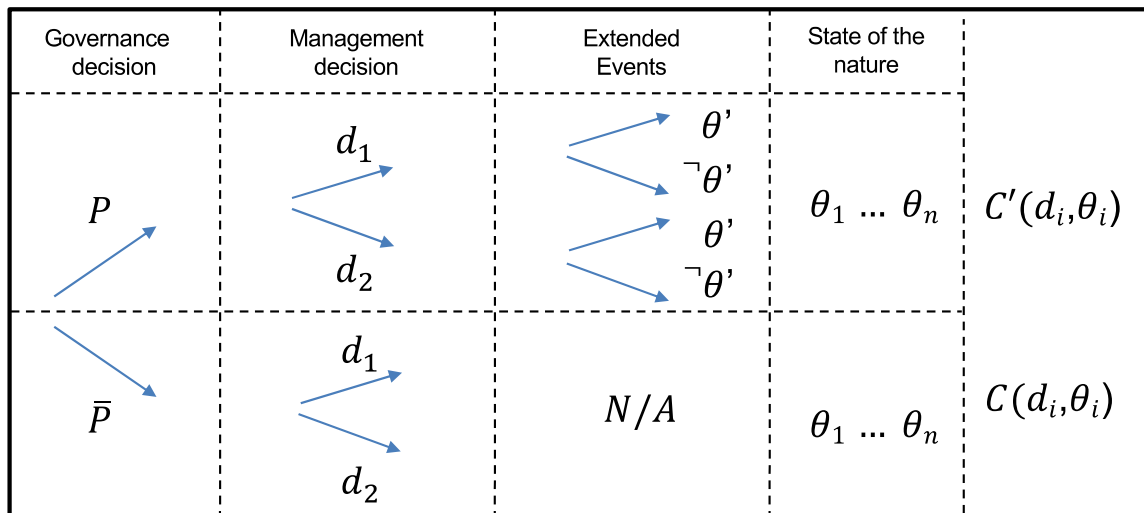 Governance
decision
Management
decision
Extended
Events
State of the
nature
P
d₁
d₂
θ’
¬θ’
θ’
¬θ’
θ₁ … θₙ
C′(dᵢ,θᵢ)
P̄
d₁
d₂
N/A
θ₁ … θₙ
C(dᵢ,θᵢ)